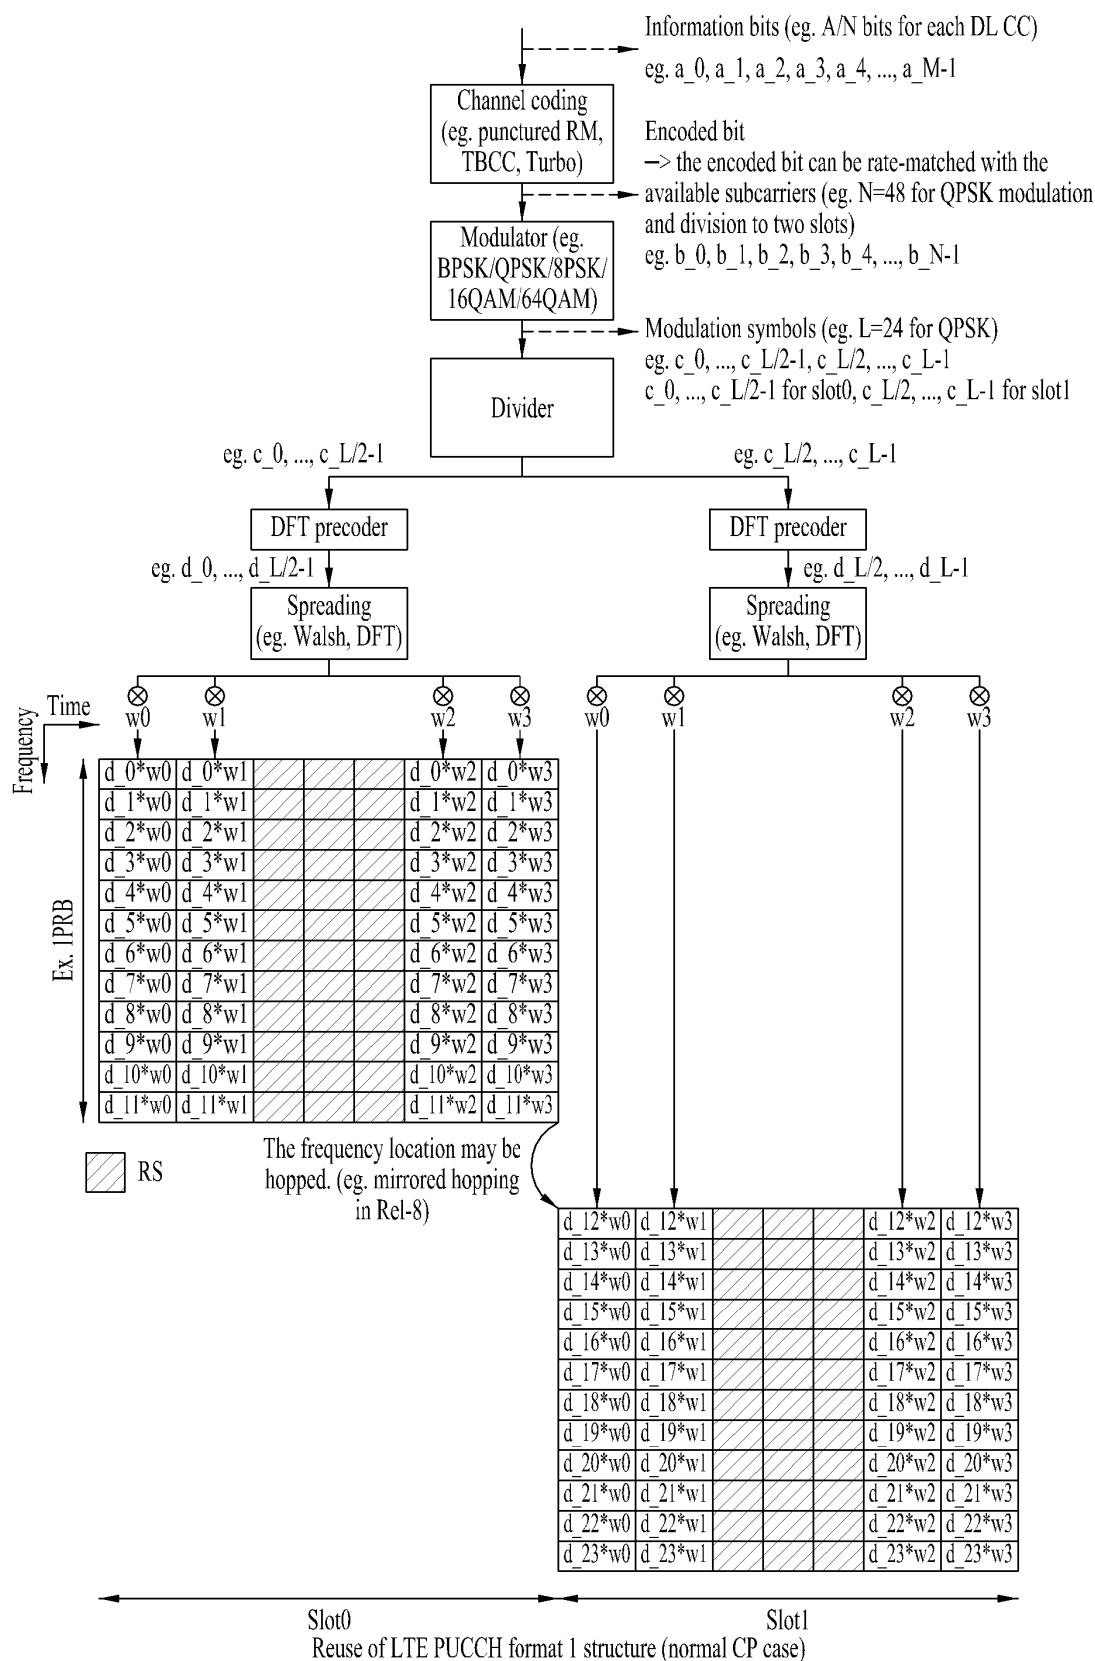 Information bits (eg. A/N bits for each DL CC)
eg. a_0, a_1, a_2, a_3, a_4, ..., a_M-1
Channel coding
(eg. punctured RM,
TBCC, Turbo)
Encoded bit
—> the encoded bit can be rate-matched with the
available subcarriers (eg. N=48 for QPSK modulation
and division to two slots)
eg. b_0, b_1, b_2, b_3, b_4, ..., b_N-1
Modulator (eg.
BPSK/QPSK/8PSK/
16QAM/64QAM)
Modulation symbols (eg. L=24 for QPSK)
eg. c_0, ..., c_L/2-1, c_L/2, ..., c_L-1
c_0, ..., c_L/2-1 for slot0, c_L/2, ..., c_L-1 for slot1
Divider
eg. c_0, ..., c_L/2-1
eg. c_L/2, ..., c_L-1
DFT precoder
DFT precoder
eg. d_0, ..., d_L/2-1
eg. d_L/2, ..., d_L-1
Spreading
(eg. Walsh, DFT)
Spreading
(eg. Walsh, DFT)
Time
Frequency
w0 w1 w2 w3
w0 w1 w2 w3
Ex. 1PRB
d_0*w0 d_0*w1 d_0*w2 d_0*w3
d_1*w0 d_1*w1 d_1*w2 d_1*w3
d_2*w0 d_2*w1 d_2*w2 d_2*w3
d_3*w0 d_3*w1 d_3*w2 d_3*w3
d_4*w0 d_4*w1 d_4*w2 d_4*w3
d_5*w0 d_5*w1 d_5*w2 d_5*w3
d_6*w0 d_6*w1 d_6*w2 d_6*w3
d_7*w0 d_7*w1 d_7*w2 d_7*w3
d_8*w0 d_8*w1 d_8*w2 d_8*w3
d_9*w0 d_9*w1 d_9*w2 d_9*w3
d_10*w0 d_10*w1 d_10*w2 d_10*w3
d_11*w0 d_11*w1 d_11*w2 d_11*w3
RS
The frequency location may be
hopped. (eg. mirrored hopping
in Rel-8)
d_12*w0 d_12*w1 d_12*w2 d_12*w3
d_13*w0 d_13*w1 d_13*w2 d_13*w3
d_14*w0 d_14*w1 d_14*w2 d_14*w3
d_15*w0 d_15*w1 d_15*w2 d_15*w3
d_16*w0 d_16*w1 d_16*w2 d_16*w3
d_17*w0 d_17*w1 d_17*w2 d_17*w3
d_18*w0 d_18*w1 d_18*w2 d_18*w3
d_19*w0 d_19*w1 d_19*w2 d_19*w3
d_20*w0 d_20*w1 d_20*w2 d_20*w3
d_21*w0 d_21*w1 d_21*w2 d_21*w3
d_22*w0 d_22*w1 d_22*w2 d_22*w3
d_23*w0 d_23*w1 d_23*w2 d_23*w3
Slot0 Slot1
Reuse of LTE PUCCH format 1 structure (normal CP case)